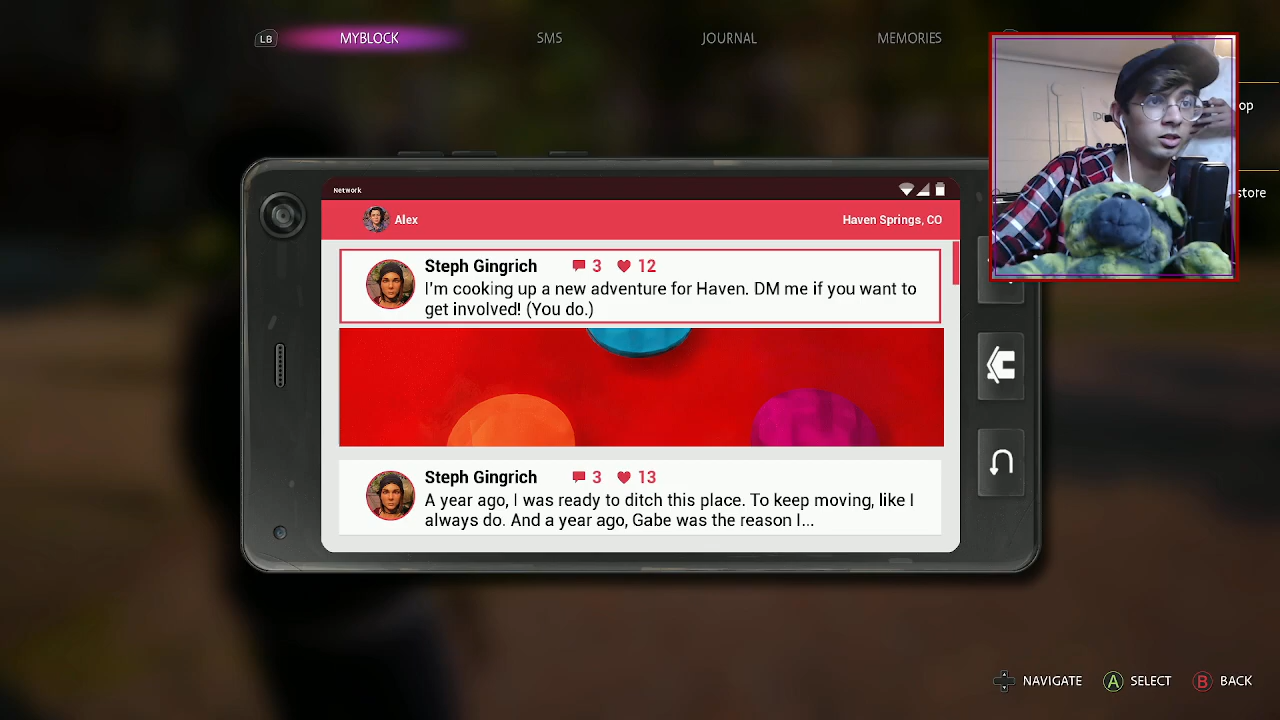 LB MYBLOCK SMS JOURNAL MEMORIES
op
store
Network
Alex Haven Springs, CO
Steph Gingrich 3 12
I'm cooking up a new adventure for Haven. DM me if you want to
get involved! (You do.)
Steph Gingrich 3 13
A year ago, I was ready to ditch this place. To keep moving, like I
always do. And a year ago, Gabe was the reason I...
NAVIGATE A SELECT B BACK